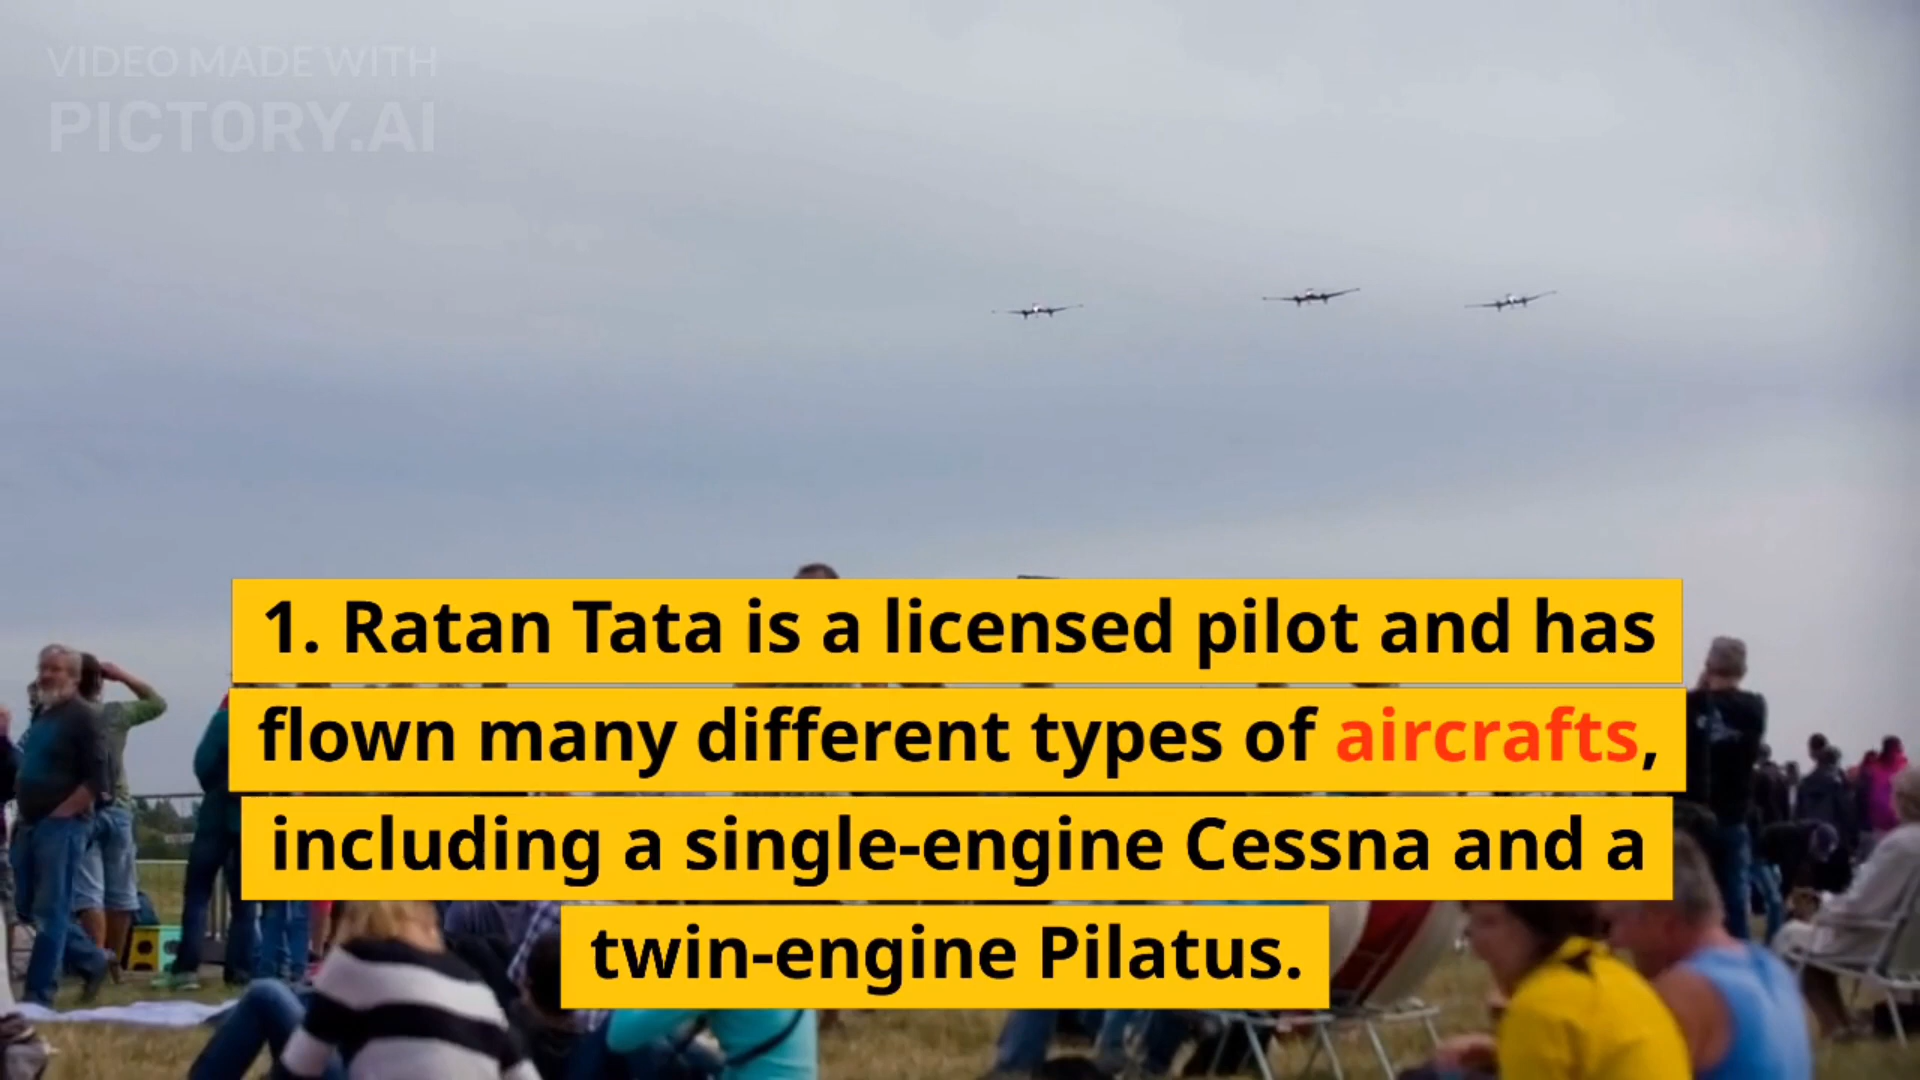 VIDEO MADE WITH
PICTORY.AI
1. Ratan Tata is a licensed pilot and has
flown many different types of aircrafts,
including a single-engine Cessna and a
twin-engine Pilatus.